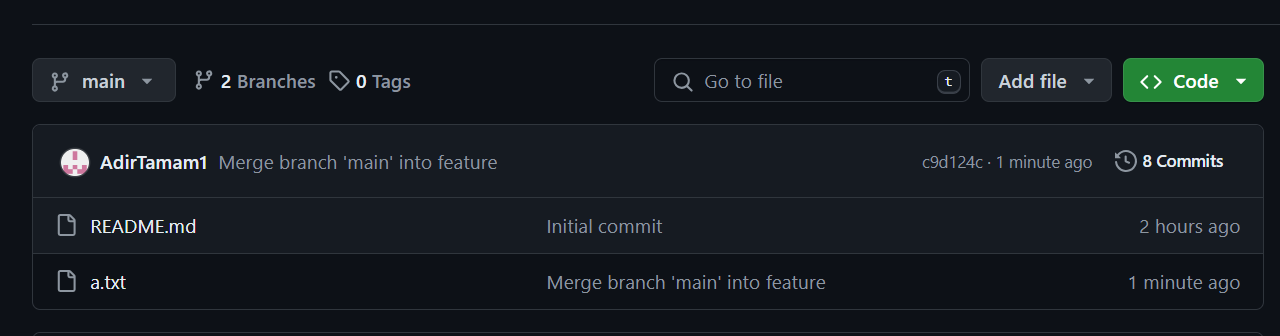 main 2 Branches 0 Tags Go to file t Add file Code
AdirTamam1 Merge branch 'main' into feature c9d124c · 1 minute ago 8 Commits
README.md Initial commit 2 hours ago
a.txt Merge branch 'main' into feature 1 minute ago